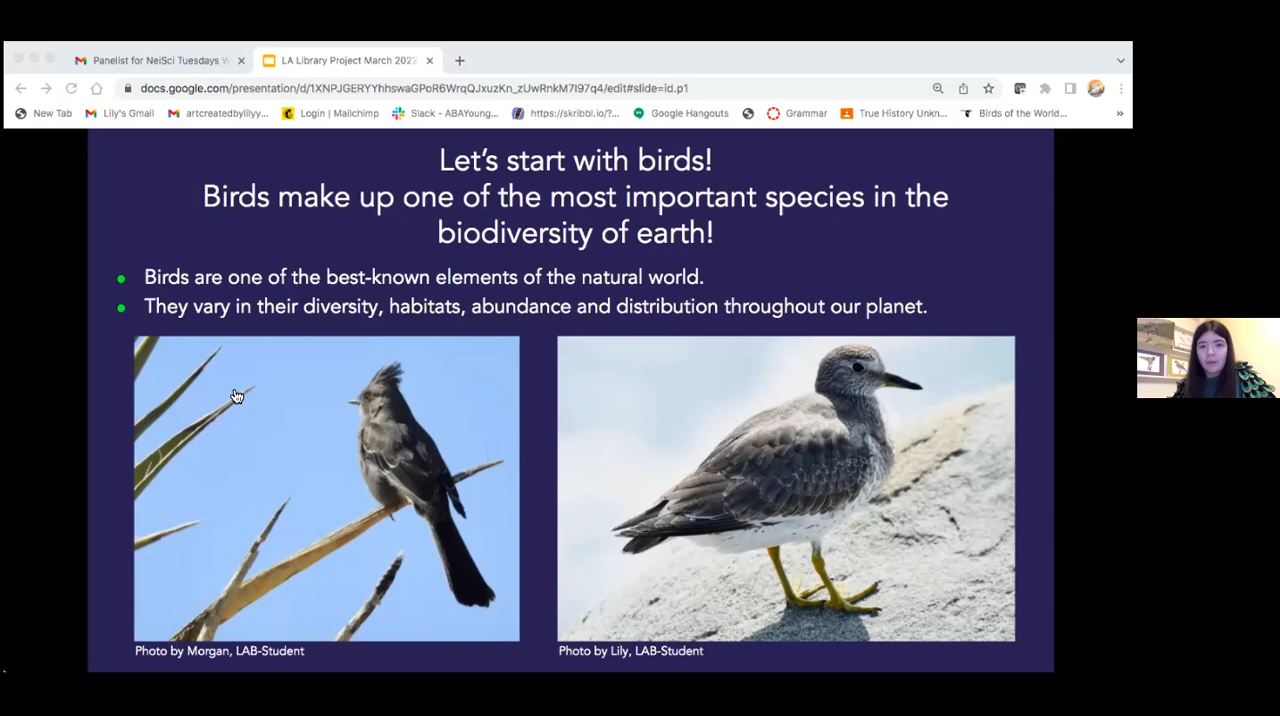 Panelist for NeiSci Tuesdays W
LA Library Project March 2022
docs.google.com/presentation/d/1XNPJGERYYhhswaGPoR6WrqQJxuzKn_zUwRnkM7I97q4/edit#slide=id.p1
New Tab Lily's Gmail artcreatedbylilyy... Login | Mailchimp Slack - ABAYoung... https://skribbl.io/?... Google Hangouts Grammar True History Unkn... Birds of the World... »
Let's start with birds!
Birds make up one of the most important species in the
biodiversity of earth!
• Birds are one of the best-known elements of the natural world.
• They vary in their diversity, habitats, abundance and distribution throughout our planet.
Photo by Morgan, LAB-Student
Photo by Lily, LAB-Student